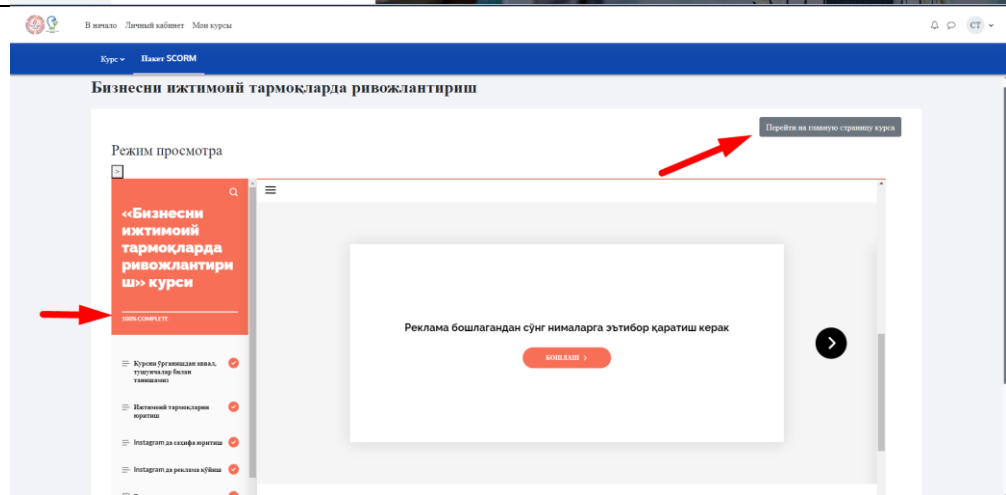 В начало Личный кабинет Мои курсы
СТ
Курс Пакет SCORM
Бизнесни ижтимоий тармоқларда ривожлантириш
Перейти на главную страницу курса
Режим просмотра
>
«Бизнесни
ижтимоий
тармоқларда
ривожлантири
ш» курси
100% COMPLETE
Курсни ўрганишдан аввал,
тушунчалар билан
танишамиз
Ижтимоий тармоқларни
юритиш
Instagram да саҳифа юритиш
Instagram да реклама қўйиш
Реклама бошлагандан сўнг нималарга эътибор қаратиш керак
БОШЛАШ >